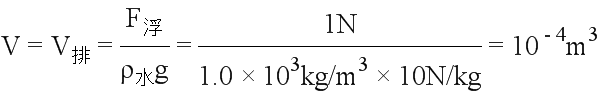 V = V排 = F浮 / ρ水g = 1N / 1.0 × 10³kg/m³ × 10N/kg = 10⁻⁴m³